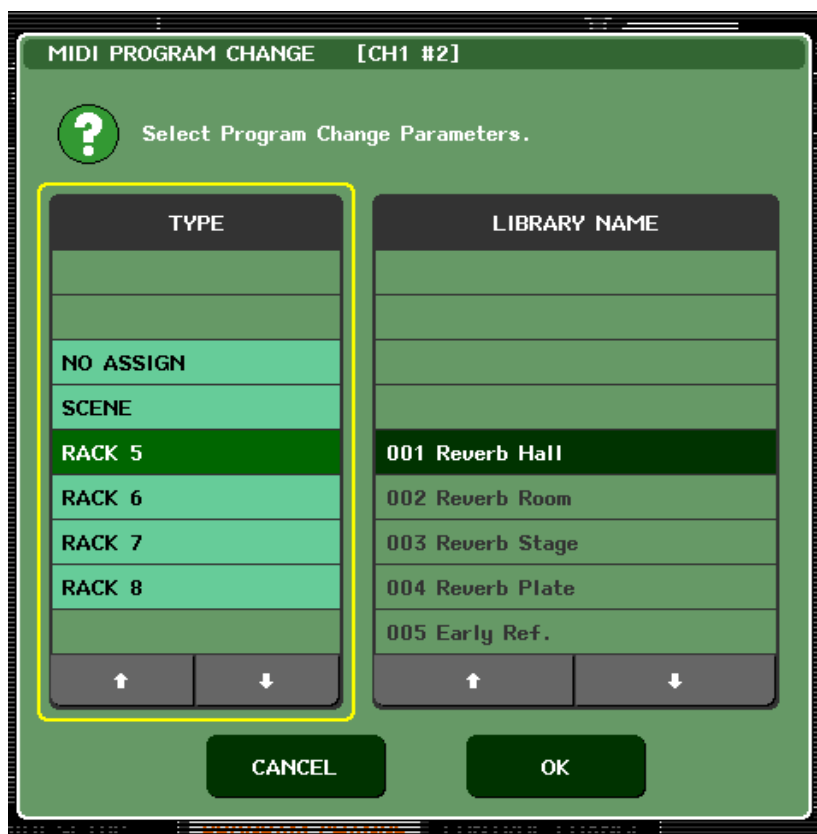 MIDI PROGRAM CHANGE [CH1 #2]
?
Select Program Change Parameters.
TYPE
NO ASSIGN
SCENE
RACK 5
RACK 6
RACK 7
RACK 8
LIBRARY NAME
001 Reverb Hall
002 Reverb Room
003 Reverb Stage
004 Reverb Plate
005 Early Ref.
CANCEL
OK